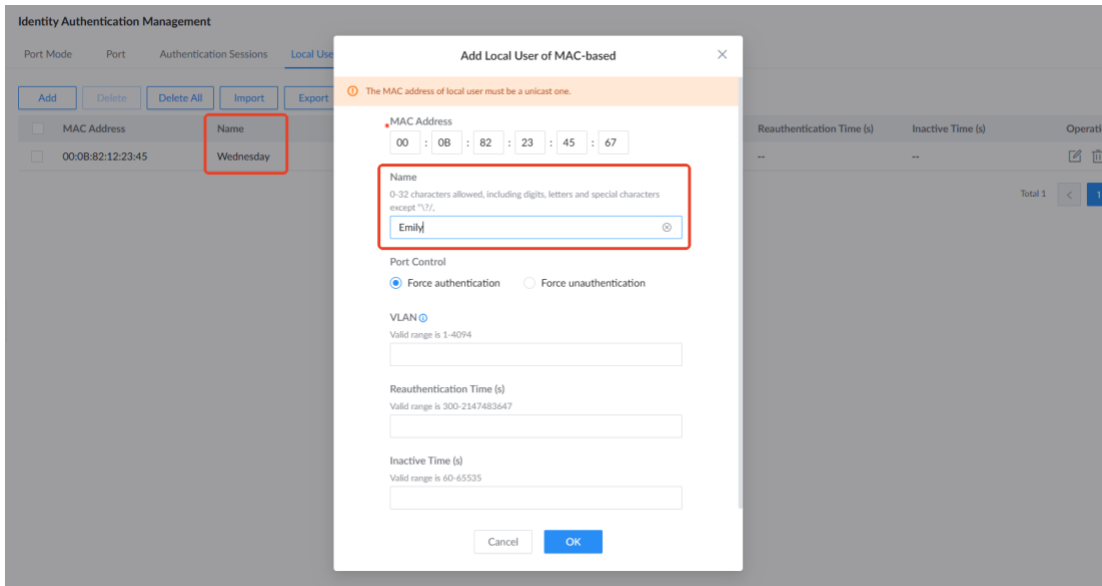 Identity Authentication Management
Port Mode Port Authentication Sessions Local Use
Add Delete Delete All Import Export
MAC Address Name Reauthentication Time (s) Inactive Time (s) Operati
00:0B:82:12:23:45 Wednesday -- --
Total 1 < 1
Add Local User of MAC-based
The MAC address of local user must be a unicast one.
*MAC Address
00 : 0B : 82 : 23 : 45 : 67
Name
0-32 characters allowed, including digits, letters and special characters
except "\?/,
Emily
Port Control
Force authentication Force unauthentication
VLAN
Valid range is 1-4094
Reauthentication Time (s)
Valid range is 300-2147483647
Inactive Time (s)
Valid range is 60-65535
Cancel OK